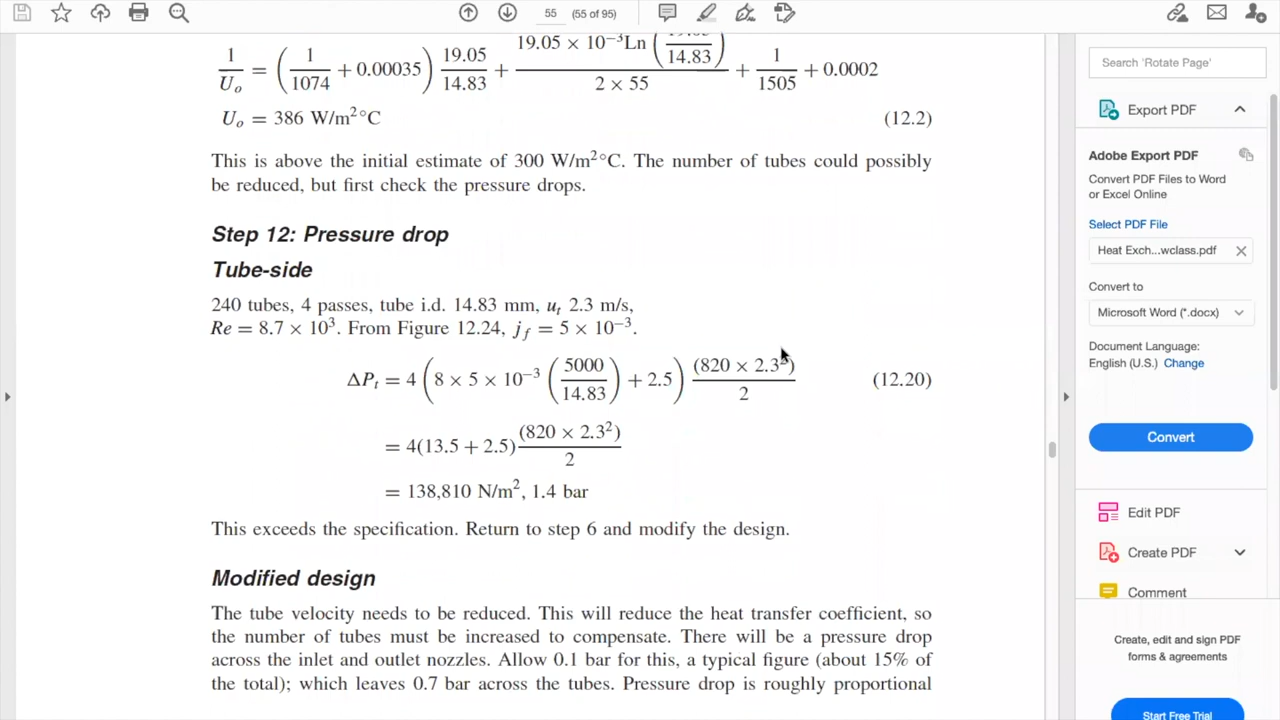 55 (55 of 95)
Search 'Rotate Page'
1/U_o = (1/1074 + 0.00035) 19.05/14.83 + 19.05 × 10⁻³Ln (19.05/14.83)/2 × 55 + 1/1505 + 0.0002
U_o = 386 W/m²°C (12.2)
This is above the initial estimate of 300 W/m²°C. The number of tubes could possibly
be reduced, but first check the pressure drops.
Step 12: Pressure drop
Tube-side
240 tubes, 4 passes, tube i.d. 14.83 mm, u_t 2.3 m/s,
Re = 8.7 × 10³. From Figure 12.24, j_f = 5 × 10⁻³.
ΔP_t = 4 (8 × 5 × 10⁻³ (5000/14.83) + 2.5) (820 × 2.3²)/2 (12.20)
= 4(13.5 + 2.5) (820 × 2.3²)/2
= 138,810 N/m², 1.4 bar
This exceeds the specification. Return to step 6 and modify the design.
Modified design
The tube velocity needs to be reduced. This will reduce the heat transfer coefficient, so
the number of tubes must be increased to compensate. There will be a pressure drop
across the inlet and outlet nozzles. Allow 0.1 bar for this, a typical figure (about 15% of
the total); which leaves 0.7 bar across the tubes. Pressure drop is roughly proportional
Export PDF
Adobe Export PDF
Convert PDF Files to Word
or Excel Online
Select PDF File
Heat Exch...wclass.pdf
Convert to
Microsoft Word (*.docx)
Document Language:
English (U.S.) Change
Convert
Edit PDF
Create PDF
Comment
Create, edit and sign PDF
forms & agreements
Start Free Trial